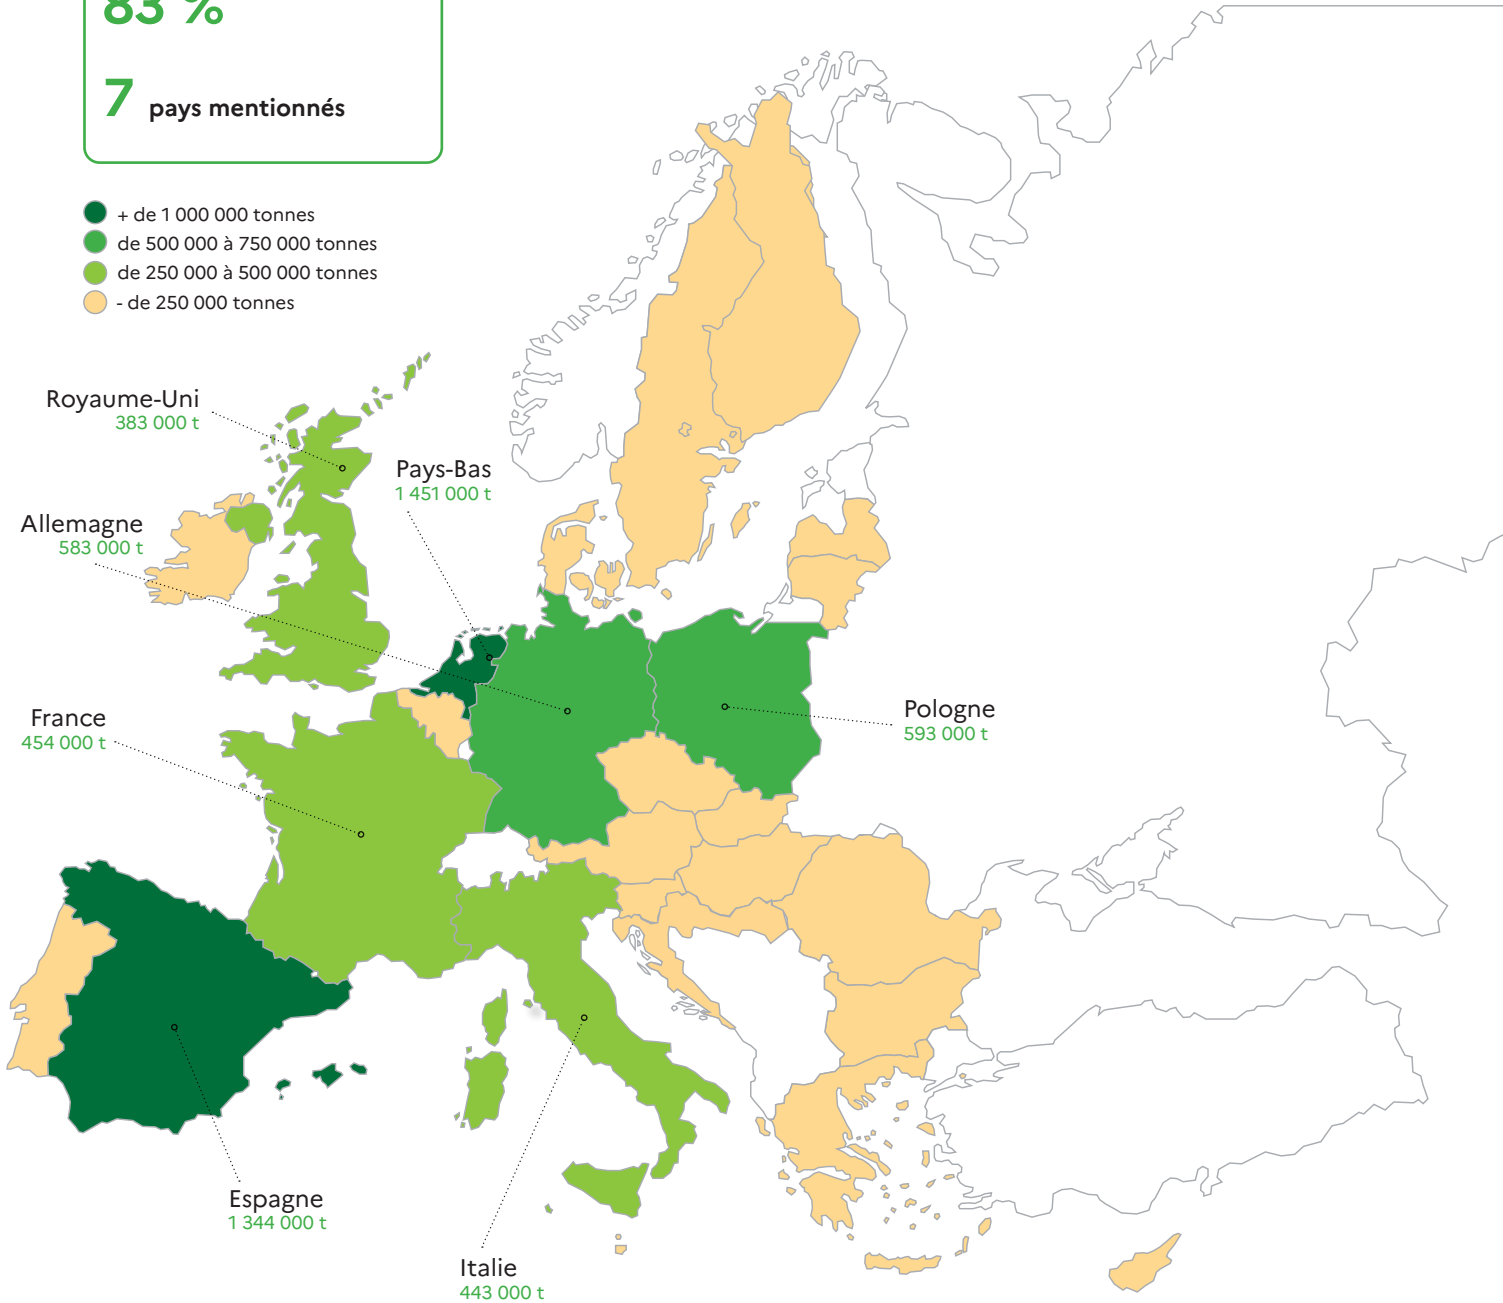 83 %
7 pays mentionnés
+ de 1 000 000 tonnes
de 500 000 à 750 000 tonnes
de 250 000 à 500 000 tonnes
- de 250 000 tonnes
Royaume-Uni
383 000 t
Pays-Bas
1 451 000 t
Allemagne
583 000 t
France
454 000 t
Pologne
593 000 t
Espagne
1 344 000 t
Italie
443 000 t